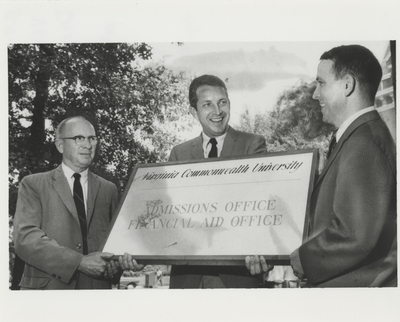 Virginia Commonwealth University
ADMISSIONS OFFICE
FINANCIAL AID OFFICE